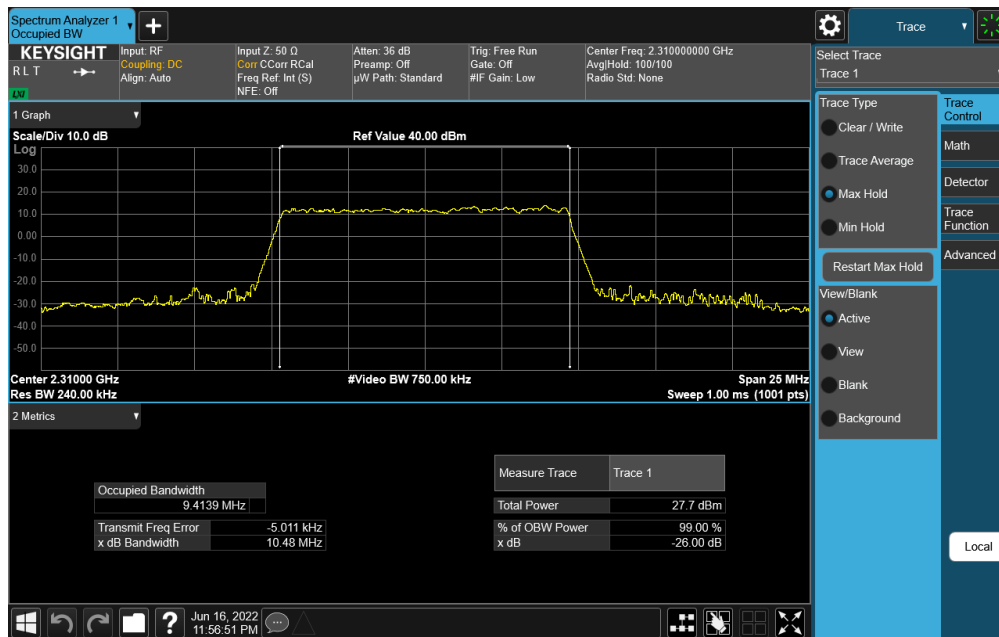 Spectrum Analyzer 1
Occupied BW
Trace
KEYSIGHT
R L T
LXI
Input: RF
Coupling: DC
Align: Auto
Input Z: 50 Ω
Corr CCorr RCal
Freq Ref: Int (S)
NFE: Off
Atten: 36 dB
Preamp: Off
µW Path: Standard
Trig: Free Run
Gate: Off
#IF Gain: Low
Center Freq: 2.310000000 GHz
Avg|Hold: 100/100
Radio Std: None
Select Trace
Trace 1
1 Graph
Scale/Div 10.0 dB
Ref Value 40.00 dBm
Log
30.0
20.0
10.0
0.00
-10.0
-20.0
-30.0
-40.0
-50.0
Center 2.31000 GHz
#Video BW 750.00 kHz
Span 25 MHz
Res BW 240.00 kHz
Sweep 1.00 ms (1001 pts)
2 Metrics
Occupied Bandwidth
9.4139 MHz
Transmit Freq Error -5.011 kHz
x dB Bandwidth 10.48 MHz
Measure Trace Trace 1
Total Power 27.7 dBm
% of OBW Power 99.00 %
x dB -26.00 dB
Trace Type
Clear / Write
Trace Average
Max Hold
Min Hold
Restart Max Hold
View/Blank
Active
View
Blank
Background
Trace
Control
Math
Detector
Trace
Function
Advanced
Local
?
Jun 16, 2022
11:56:51 PM